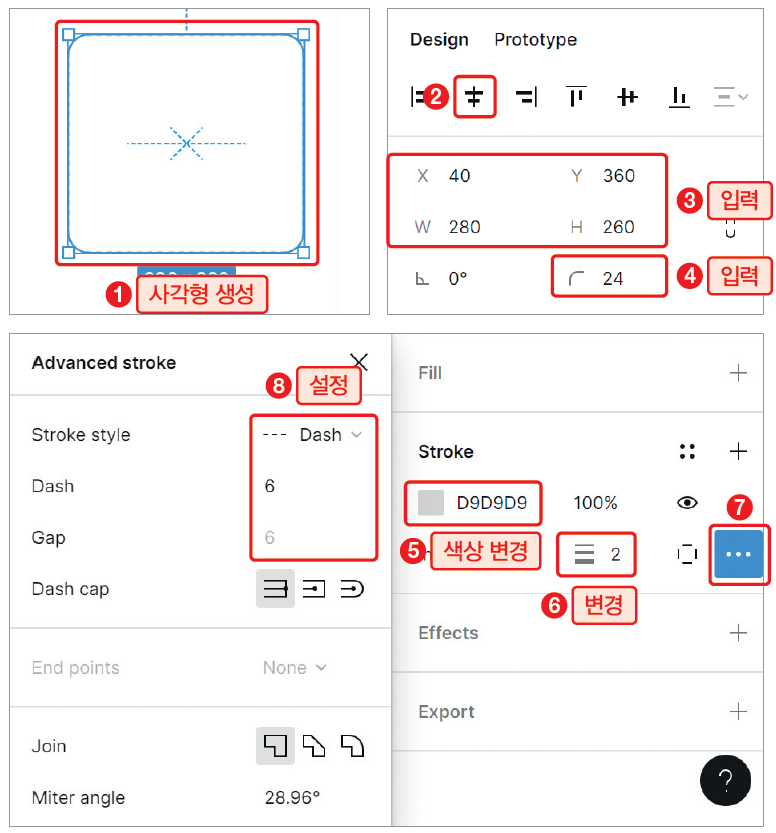 1 사각형 생성
Design Prototype
2
X 40 Y 360
3 입력
W 280 H 260
0° 24
4 입력
Advanced stroke
8 설정
Stroke style Dash
Dash 6
Gap 6
Dash cap
End points None
Join
Miter angle 28.96°
Fill
Stroke
D9D9D9 100%
7
5 색상 변경
2
6 변경
Effects
Export
?